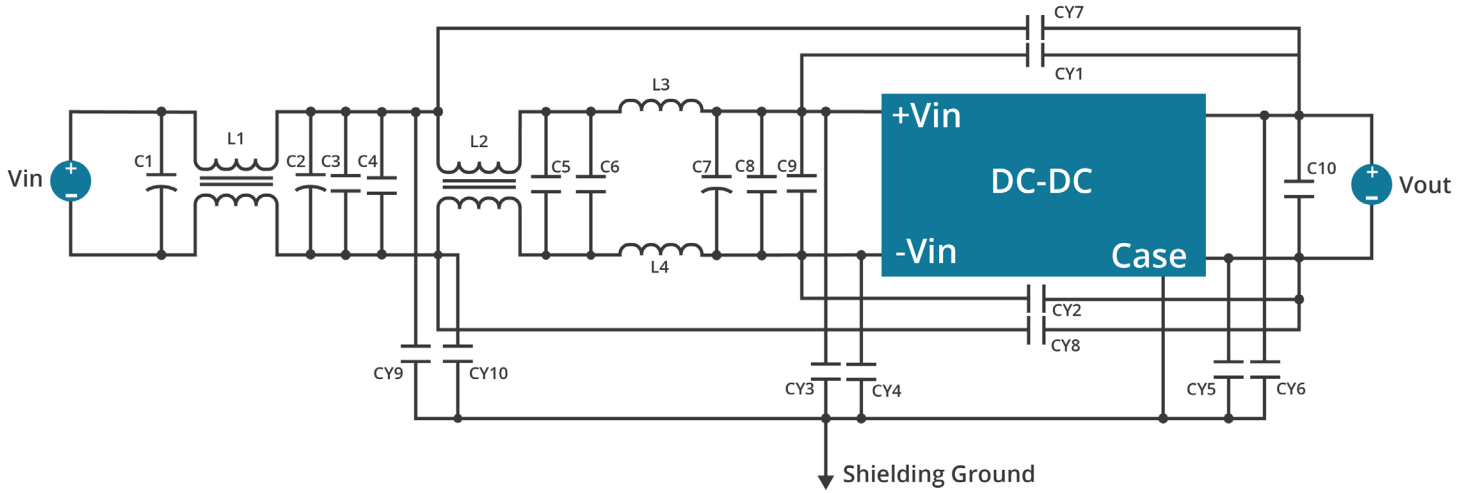 CY7
CY1
L3
+Vin
L1
L2
C1
C2
C3
C4
C5
C6
C7
C8
C9
DC-DC
C10
Vin
+
−
+
−
Vout
-Vin
Case
L4
CY2
CY8
CY9
CY10
CY3
CY4
CY5
CY6
Shielding Ground